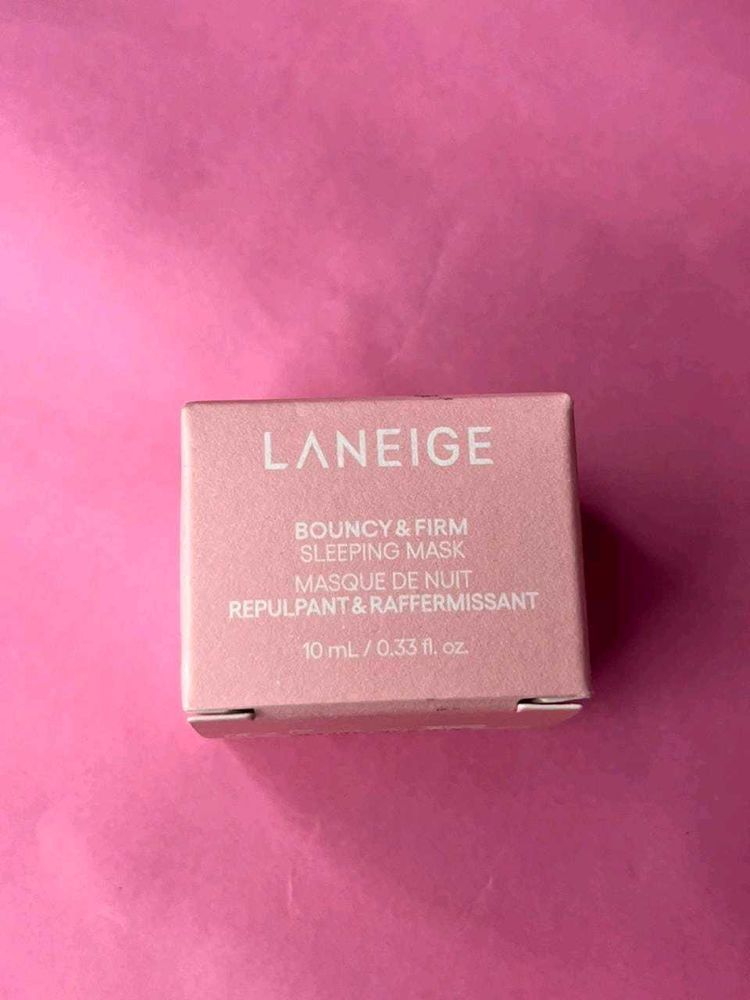 LANEIGE
BOUNCY & FIRM
SLEEPING MASK
MASQUE DE NUIT
REPULPANT & RAFFERMISSANT
10 mL / 0.33 fl. oz.